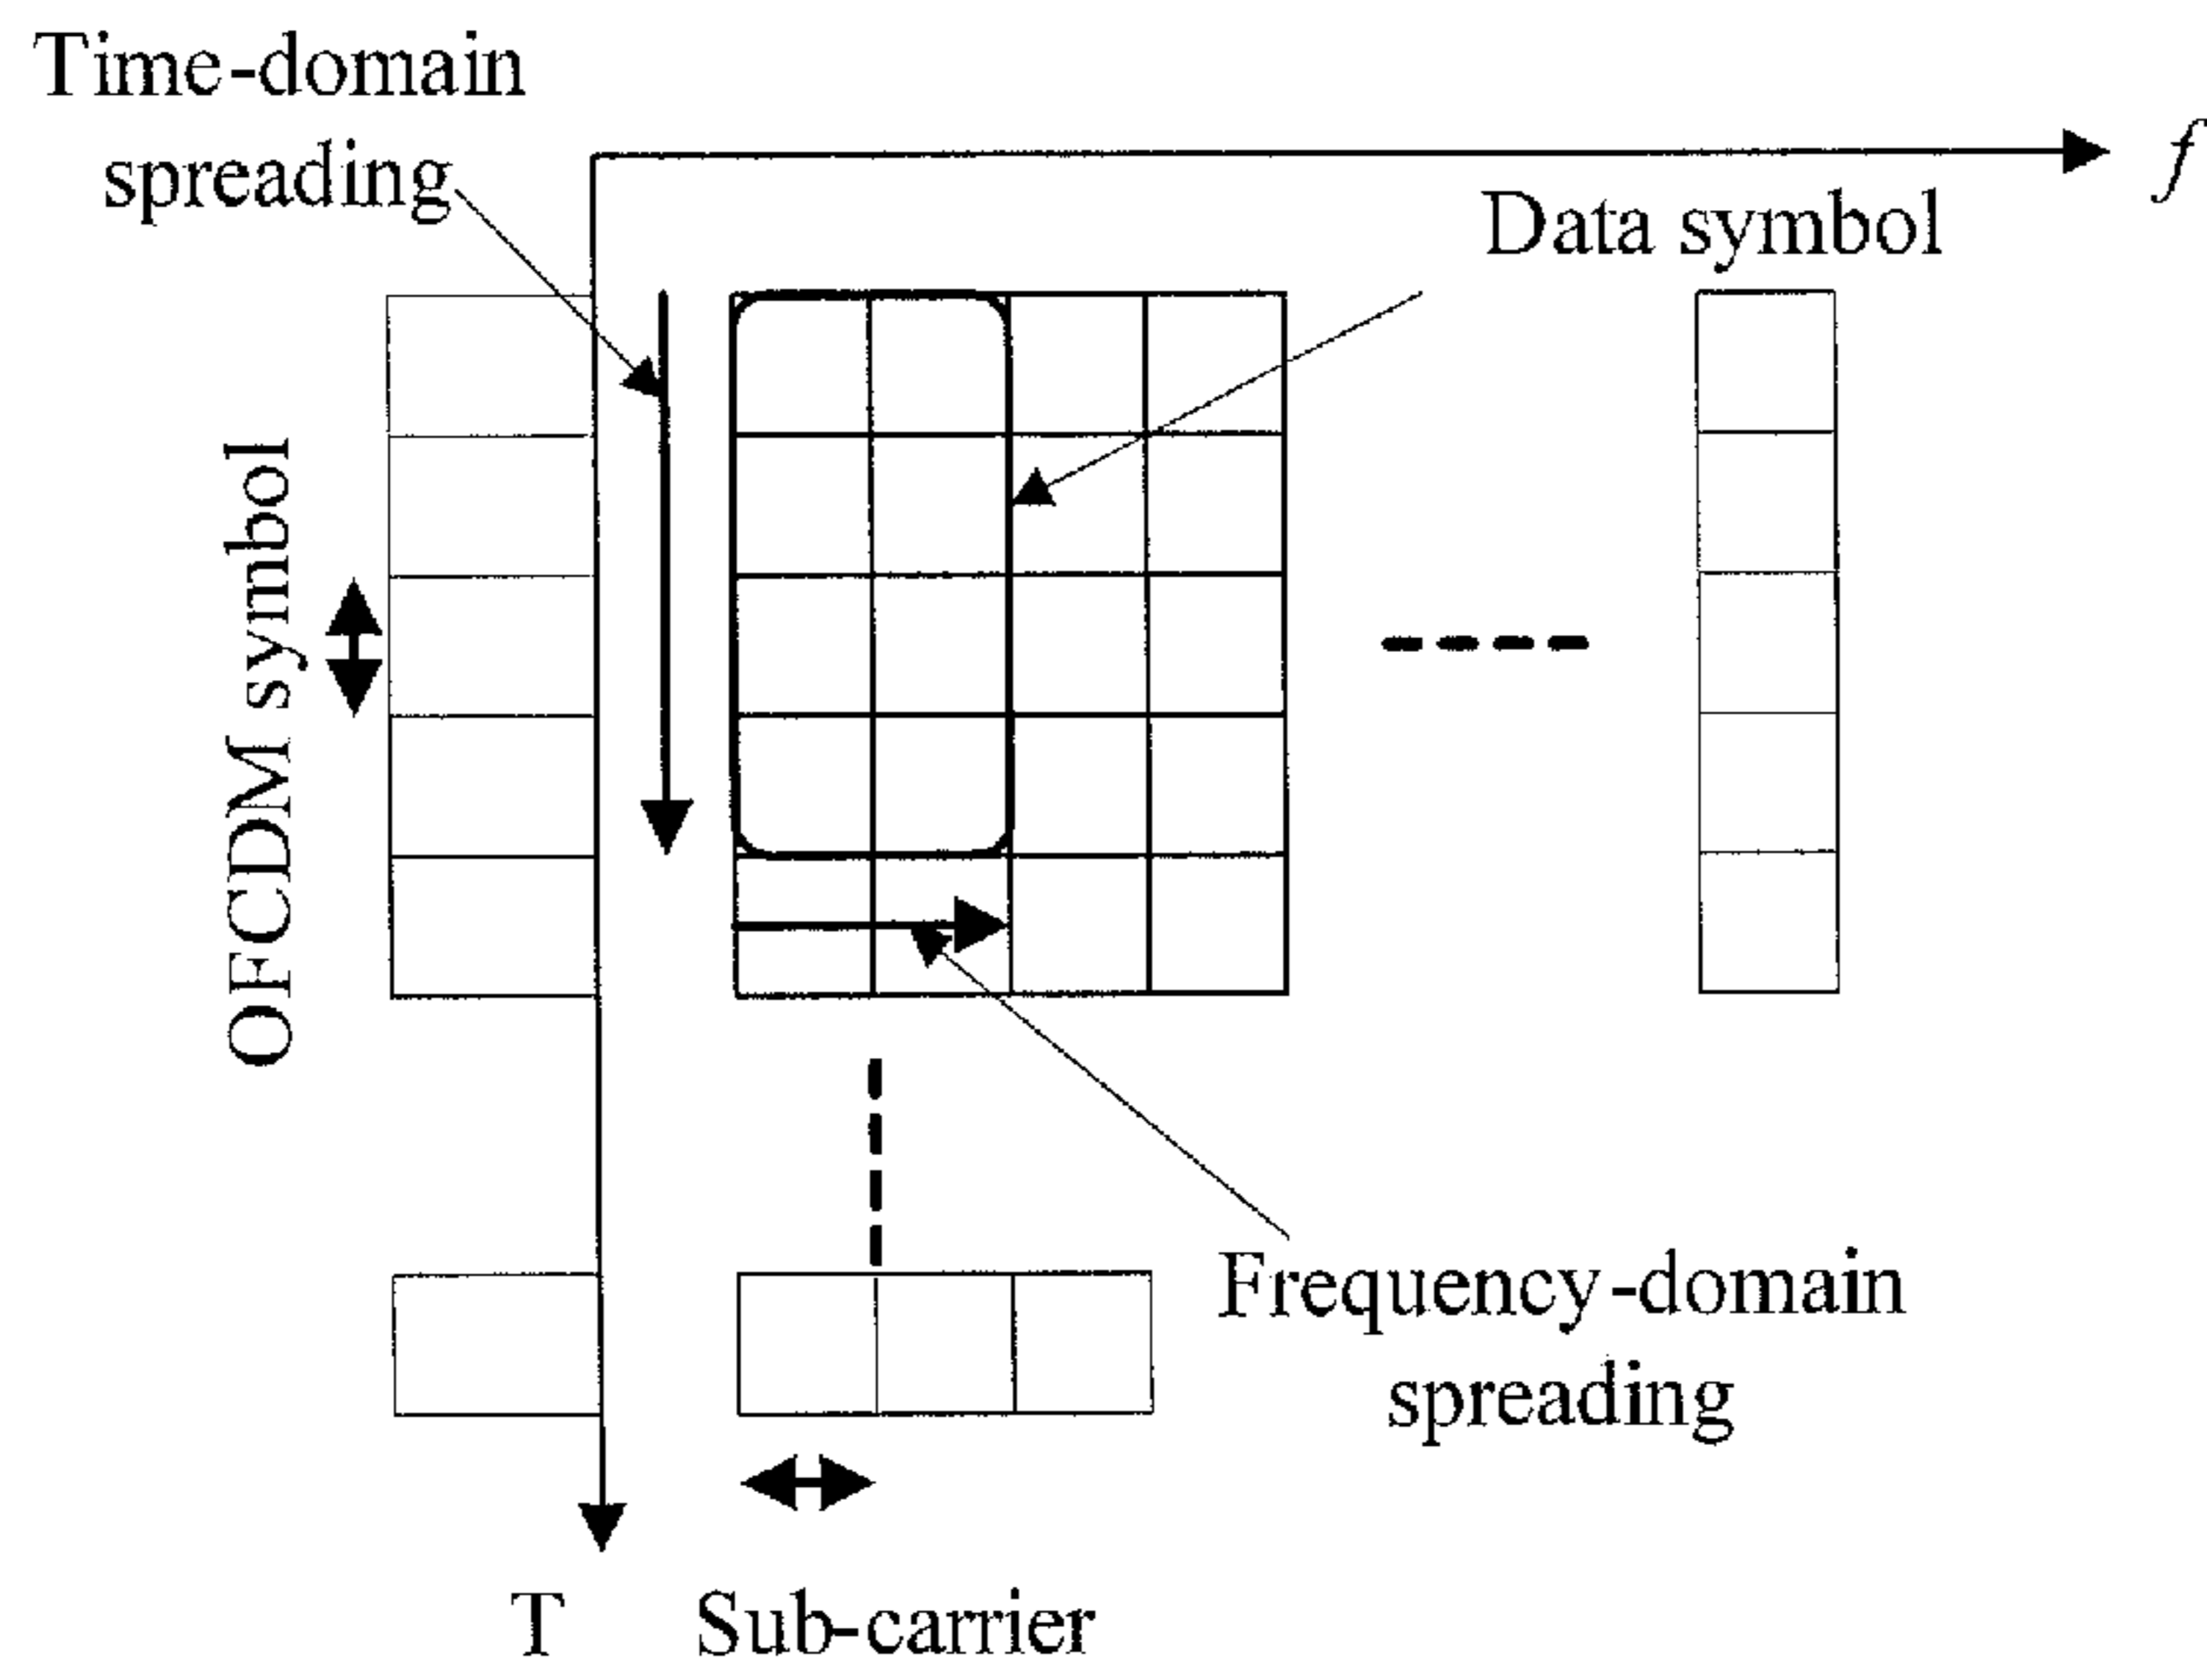 Time-domain
spreading
f
Data symbol
OFCDM symbol
Frequency-domain
spreading
T
Sub-carrier